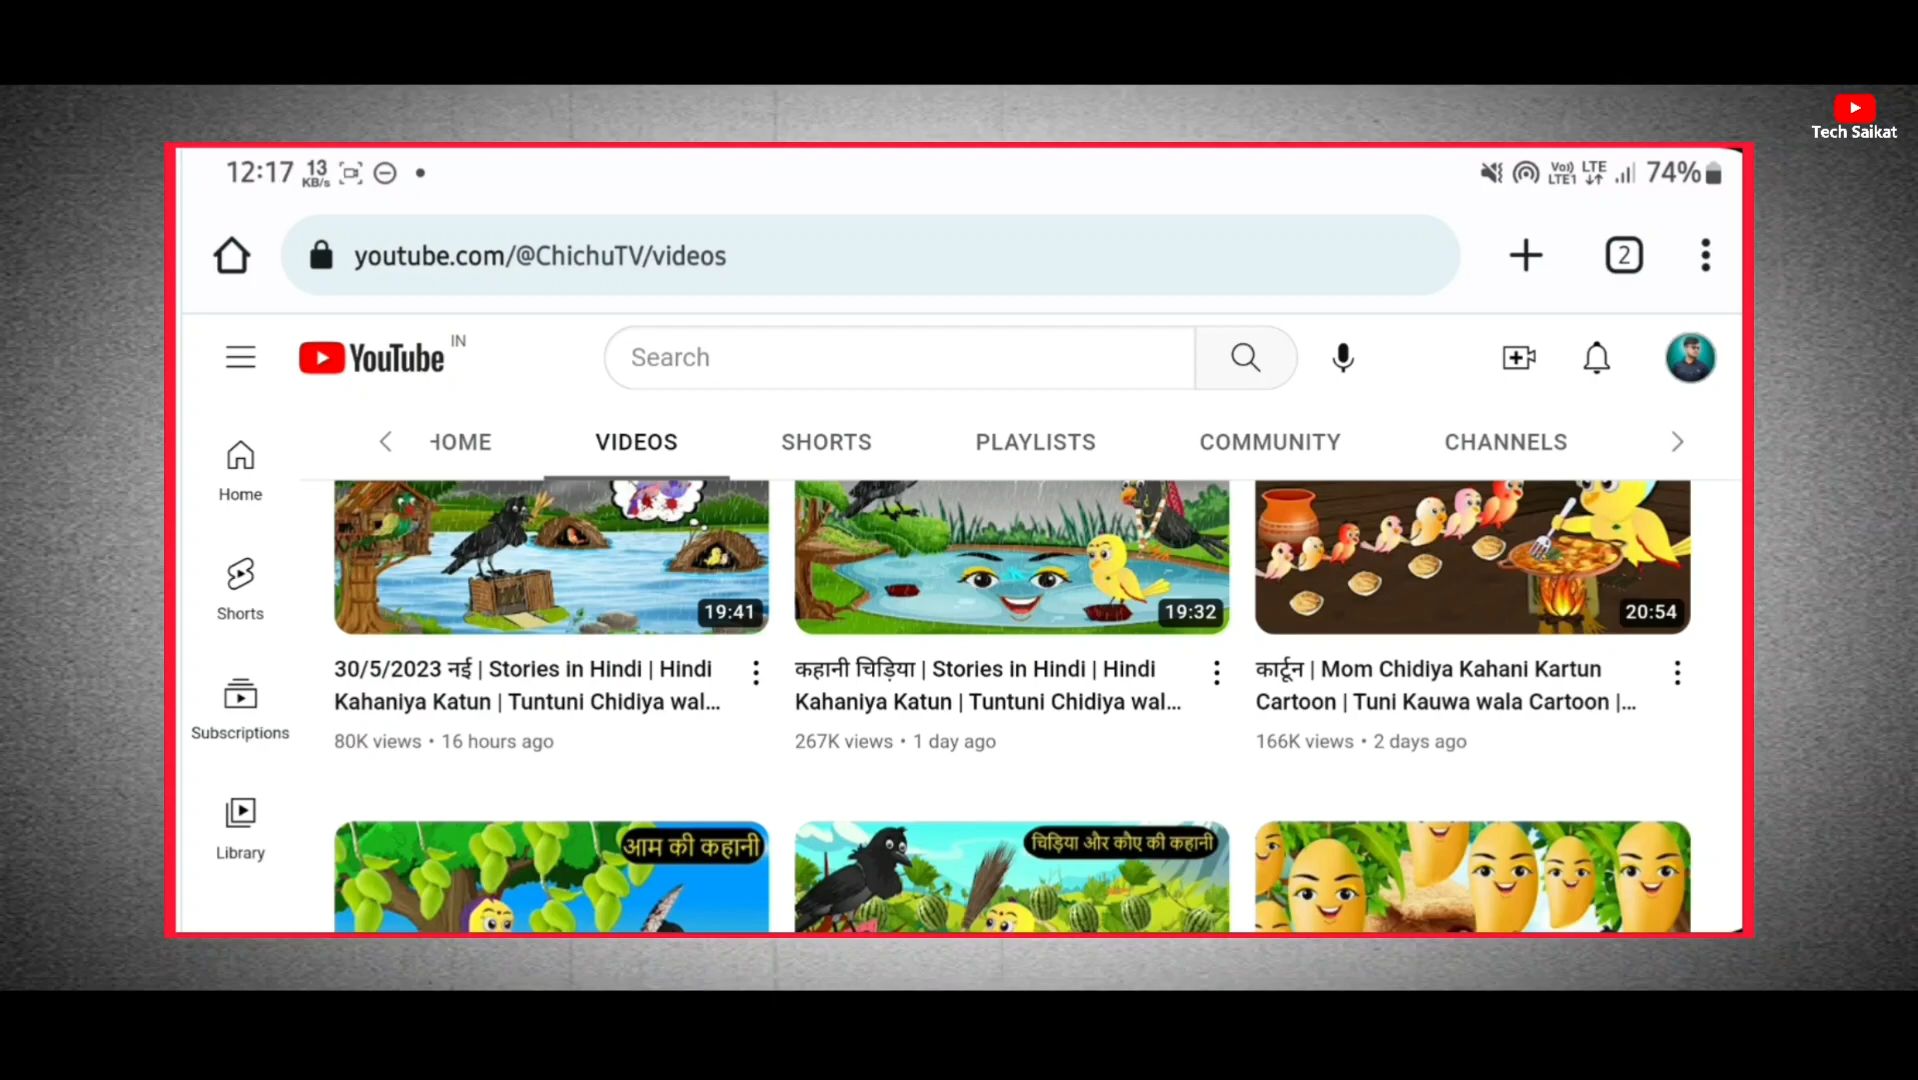 Tech Saikat
12:17 13 KB/s Vo) LTE1 LTE 74%
youtube.com/@ChichuTV/videos 2
YouTube IN Search
HOME VIDEOS SHORTS PLAYLISTS COMMUNITY CHANNELS
Home
Shorts
Subscriptions
Library
19:41 19:32 20:54
30/5/2023 नई | Stories in Hindi | Hindi
Kahaniya Katun | Tuntuni Chidiya wal...
80K views • 16 hours ago
कहानी चिड़िया | Stories in Hindi | Hindi
Kahaniya Katun | Tuntuni Chidiya wal...
267K views • 1 day ago
कार्टून | Mom Chidiya Kahani Kartun
Cartoon | Tuni Kauwa wala Cartoon |...
166K views • 2 days ago
आम की कहानी
चिड़िया और कौए की कहानी